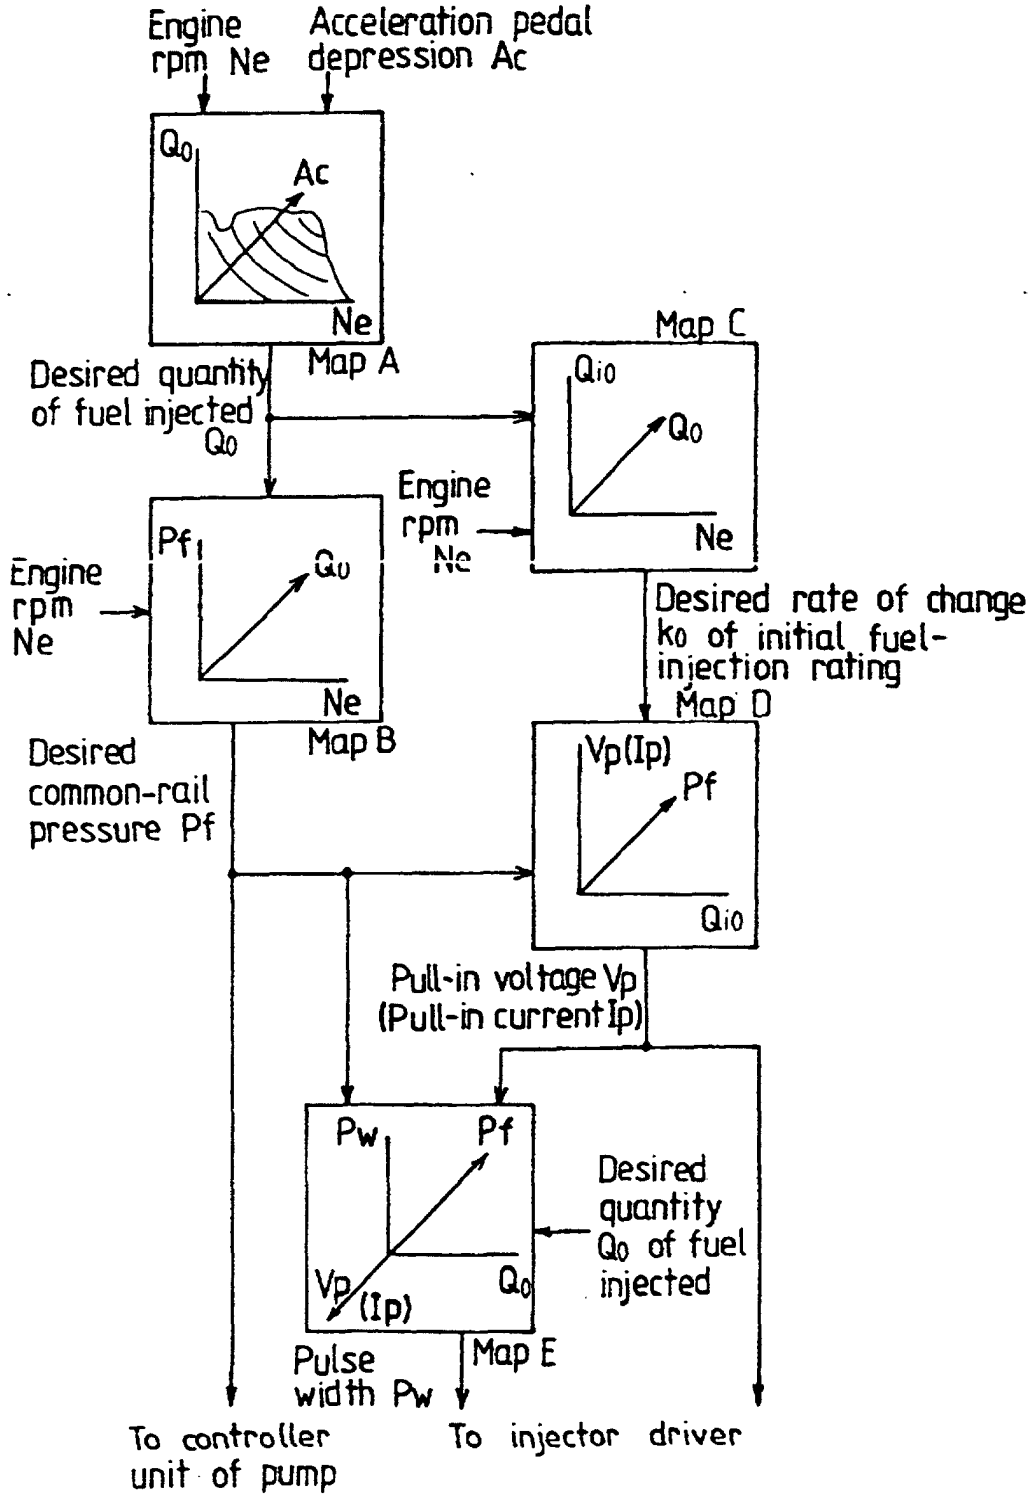 Engine
rpm Ne
Acceleration pedal
depression Ac
Q0
Ac
Ne
Map A
Desired quantity
of fuel injected
Q0
Map C
Qi0
Q0
Ne
Engine
rpm
Ne
Pf
Q0
Ne
Map B
Engine
rpm
Ne
Desired rate of change
k0 of initial fuel-
injection rating
Map D
Desired
common-rail
pressure Pf
Vp(Ip)
Pf
Qi0
Pull-in voltage Vp
(Pull-in current Ip)
Pw
Pf
Q0
Vp
(Ip)
Map E
Desired
quantity
Q0 of fuel
injected
Pulse
width Pw
To controller
unit of pump
To injector driver